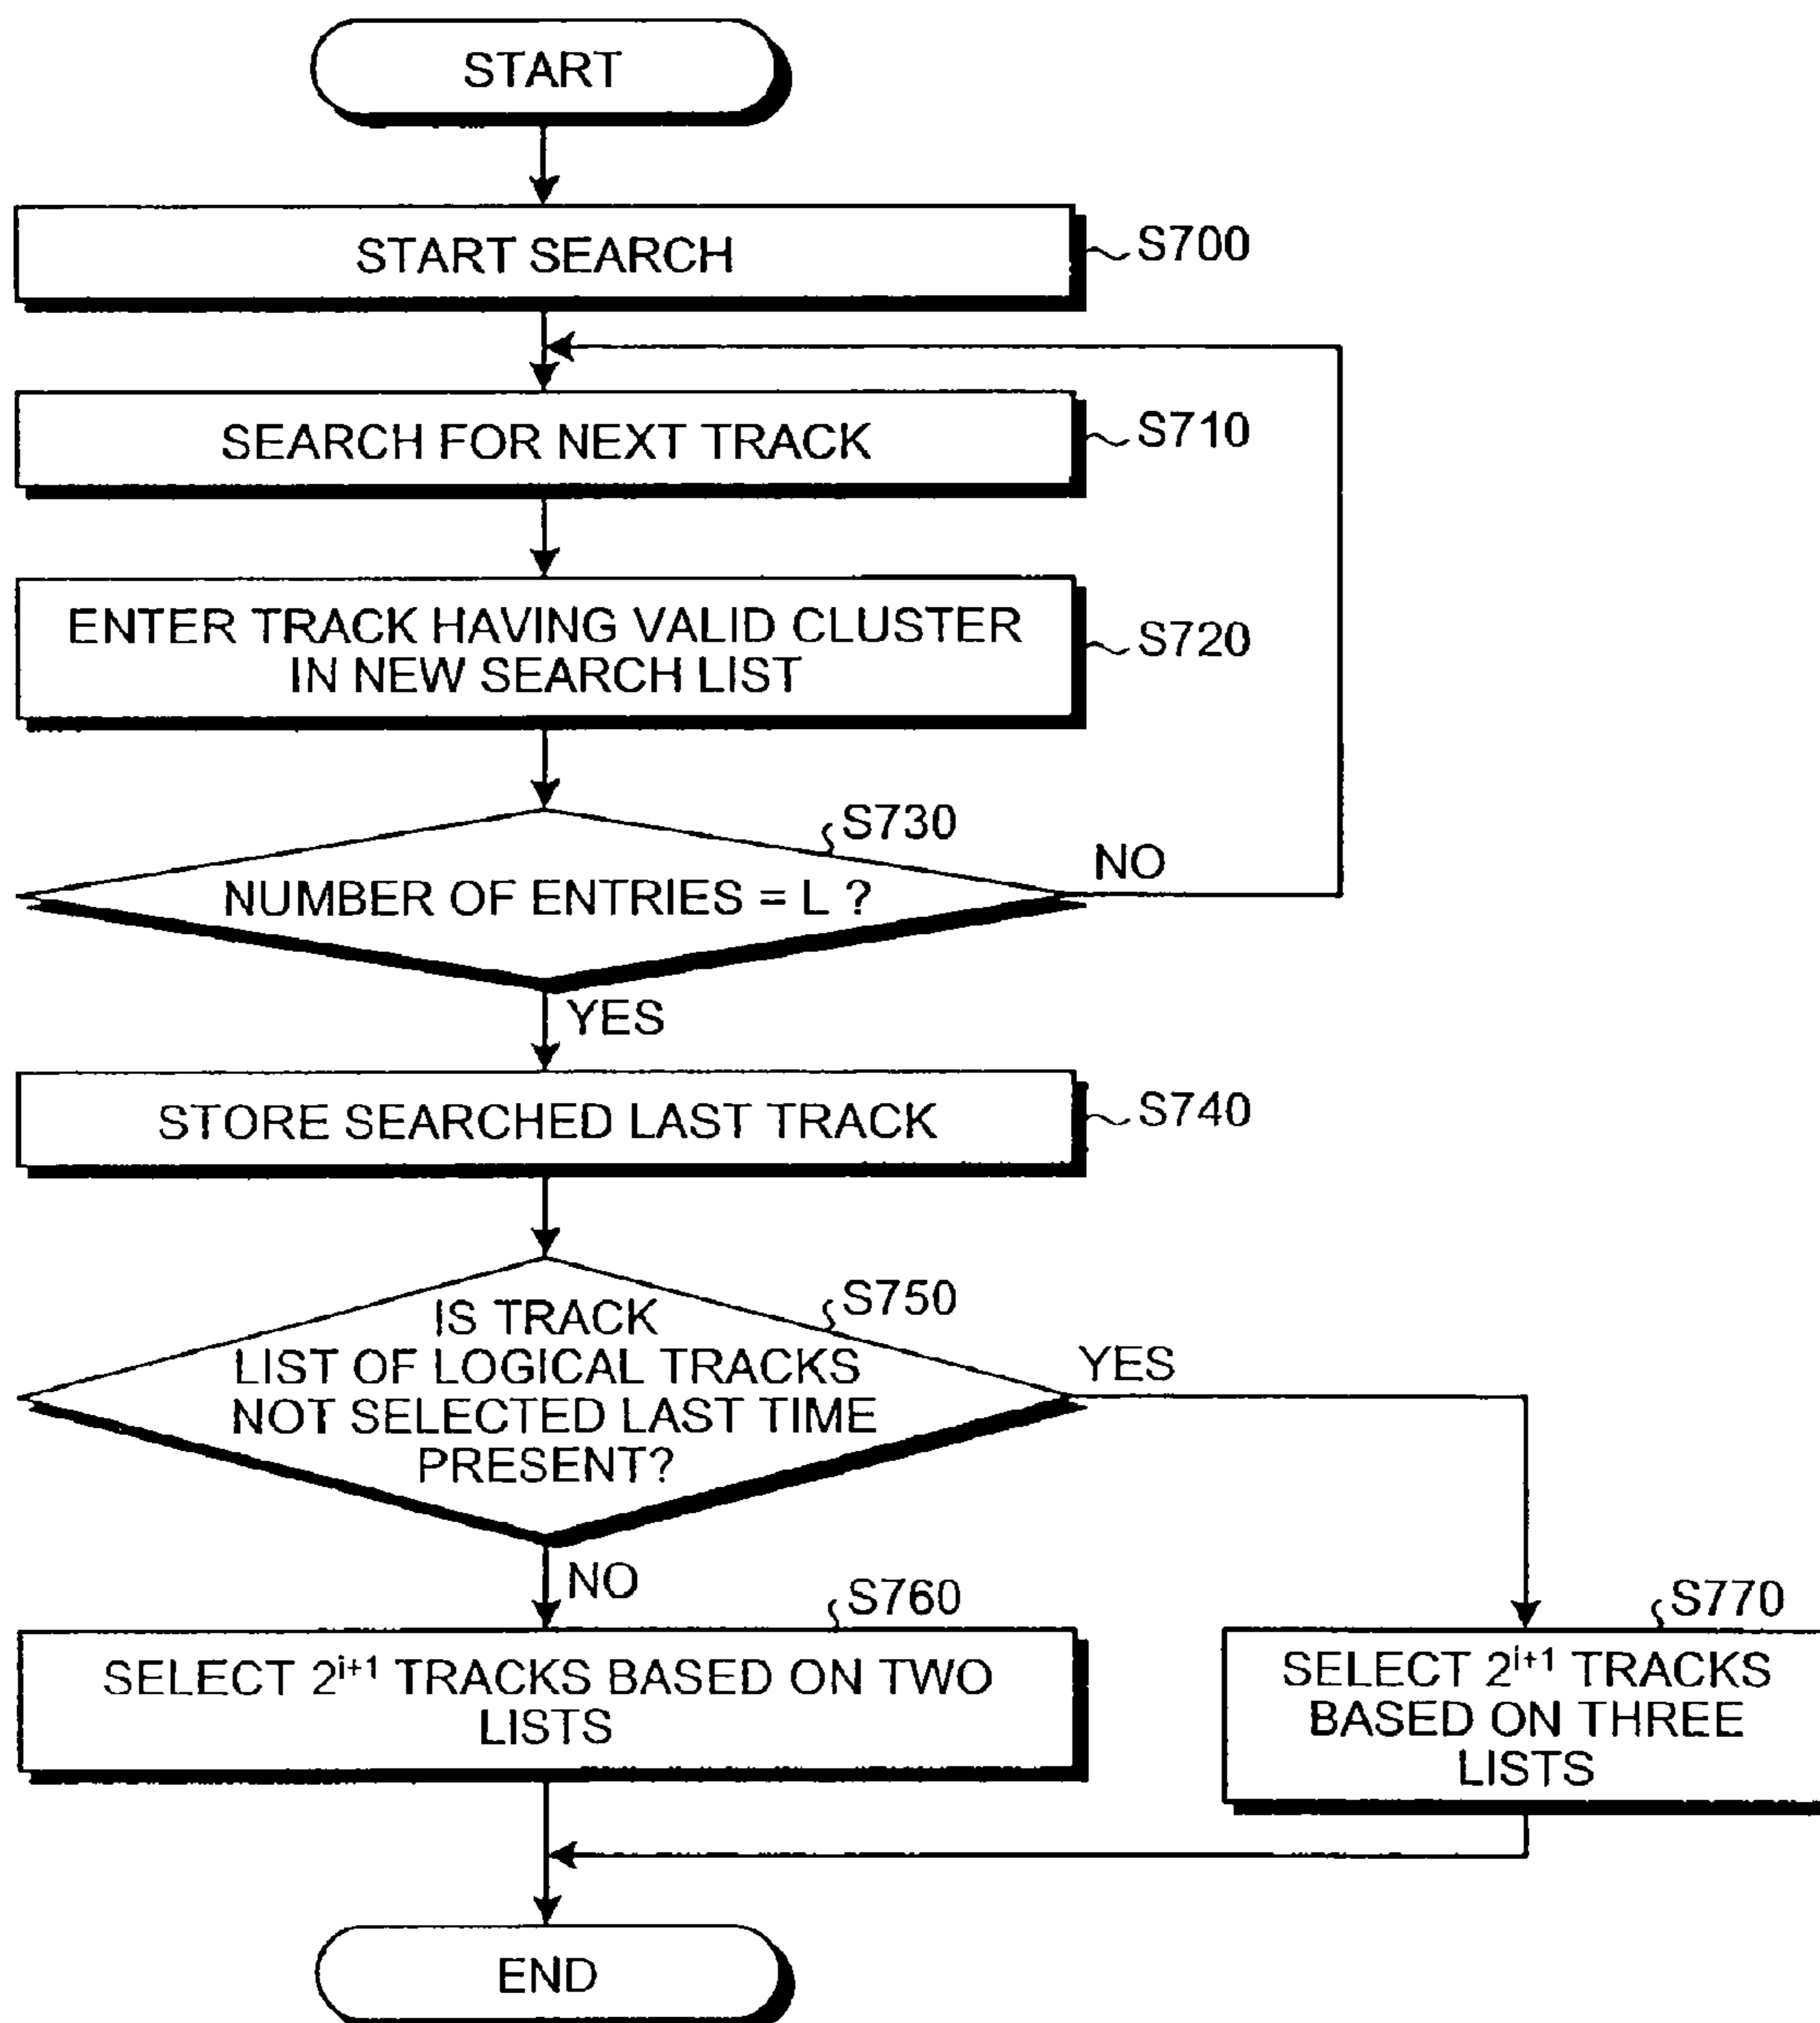 START
START SEARCH
S700
SEARCH FOR NEXT TRACK
S710
ENTER TRACK HAVING VALID CLUSTER
IN NEW SEARCH LIST
S720
S730
NUMBER OF ENTRIES = L ?
NO
YES
STORE SEARCHED LAST TRACK
S740
S750
IS TRACK
LIST OF LOGICAL TRACKS
NOT SELECTED LAST TIME
PRESENT?
YES
NO
S760
SELECT 2^{i+1} TRACKS BASED ON TWO
LISTS
S770
SELECT 2^{i+1} TRACKS
BASED ON THREE
LISTS
END